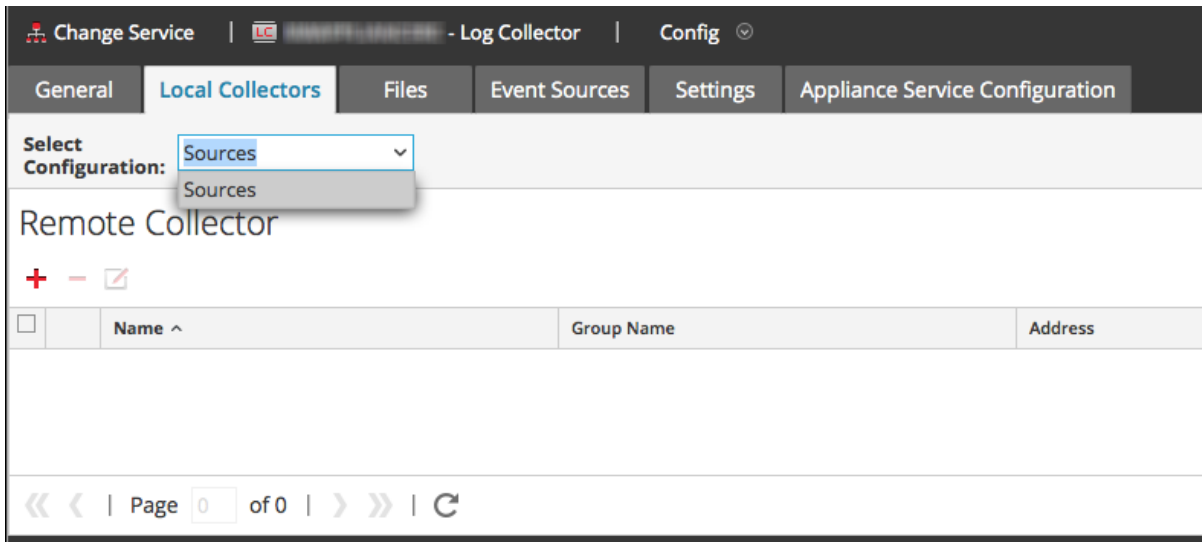 Change Service | LC - Log Collector | Config
General Local Collectors Files Event Sources Settings Appliance Service Configuration
Select
Configuration:
Sources
Sources
Remote Collector
Name Group Name Address
| Page 0 of 0 | |